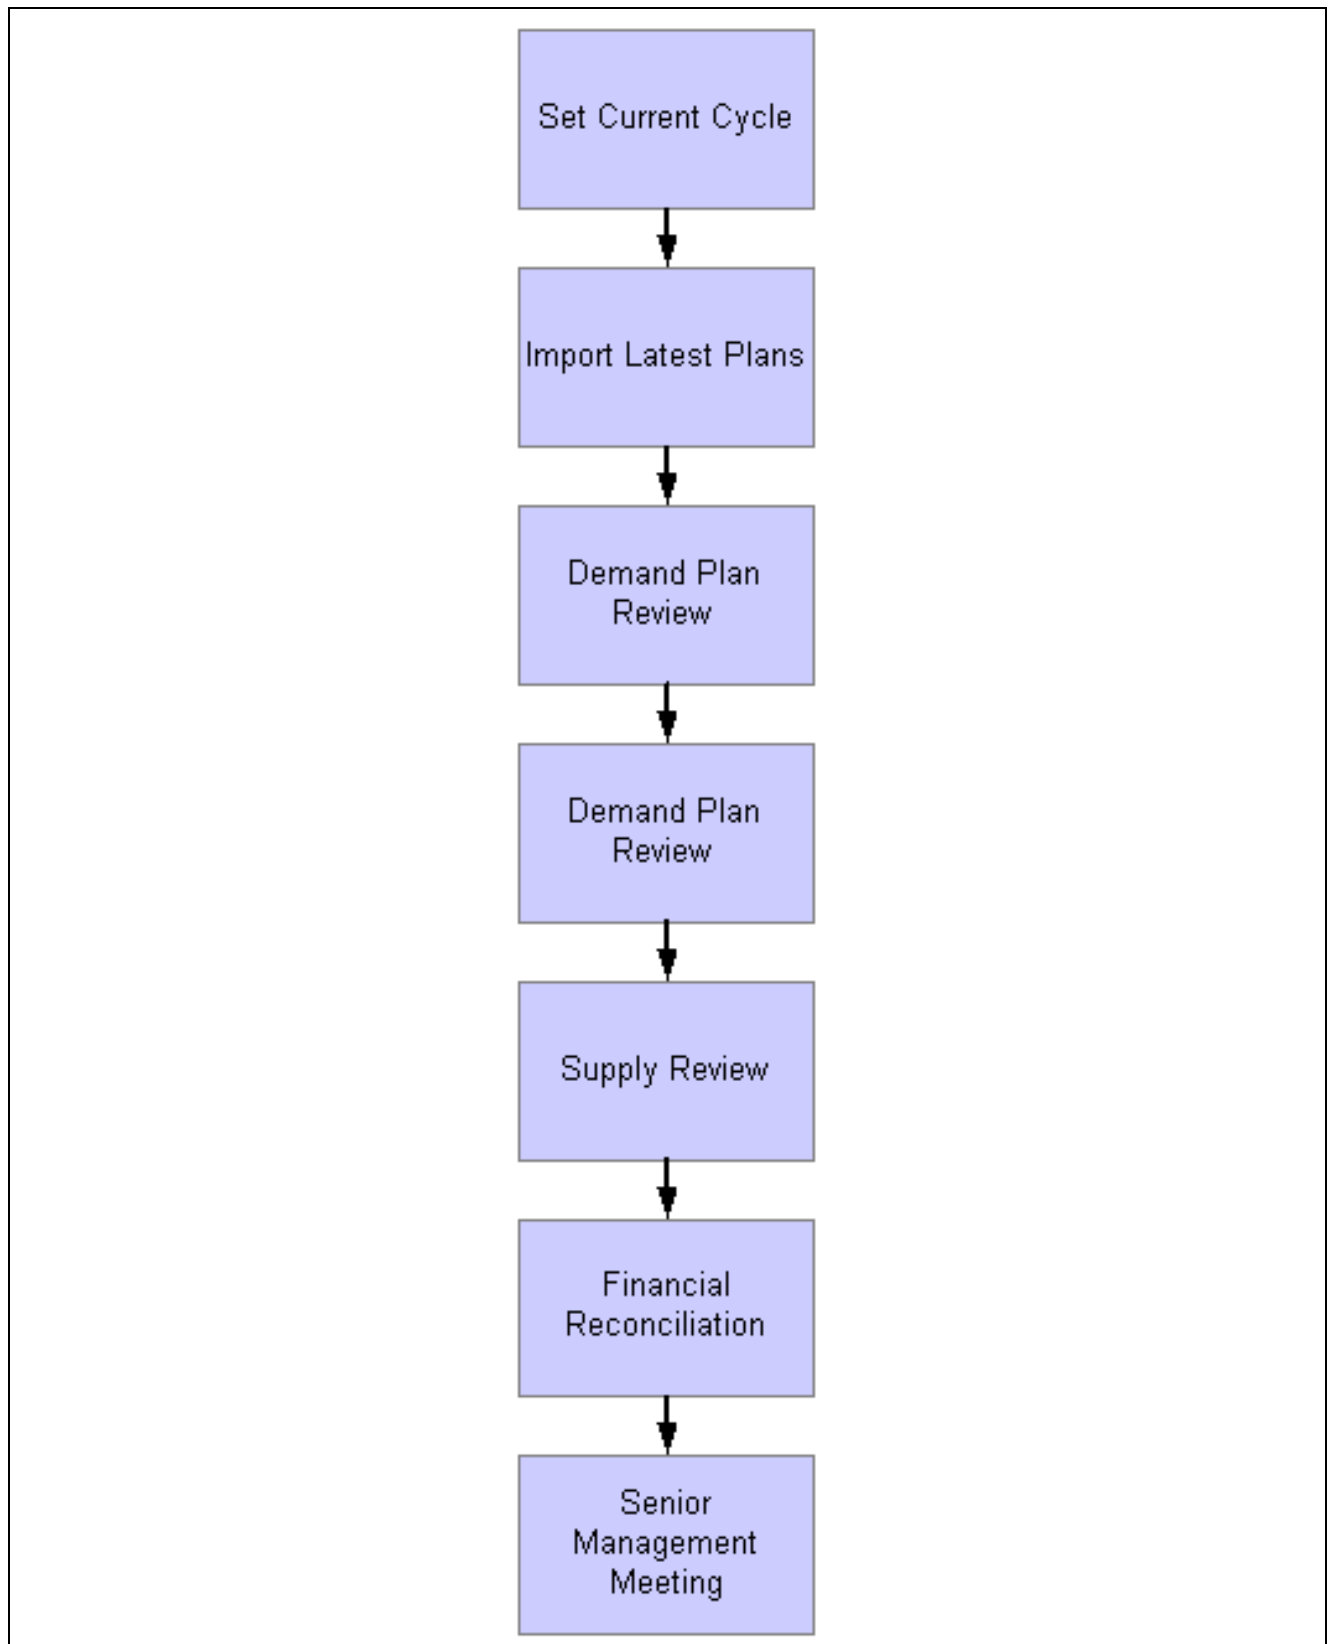 Set Current Cycle
Import Latest Plans
Demand Plan
Review
Demand Plan
Review
Supply Review
Financial
Reconciliation
Senior
Management
Meeting